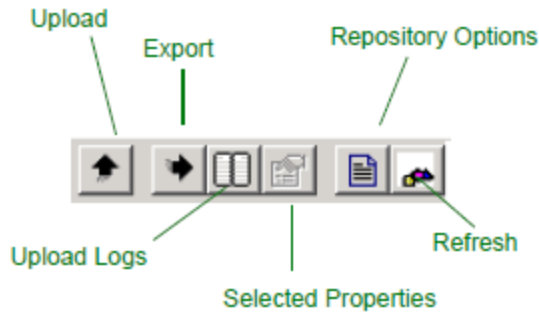 Upload
Export
Repository Options
Upload Logs
Refresh
Selected Properties